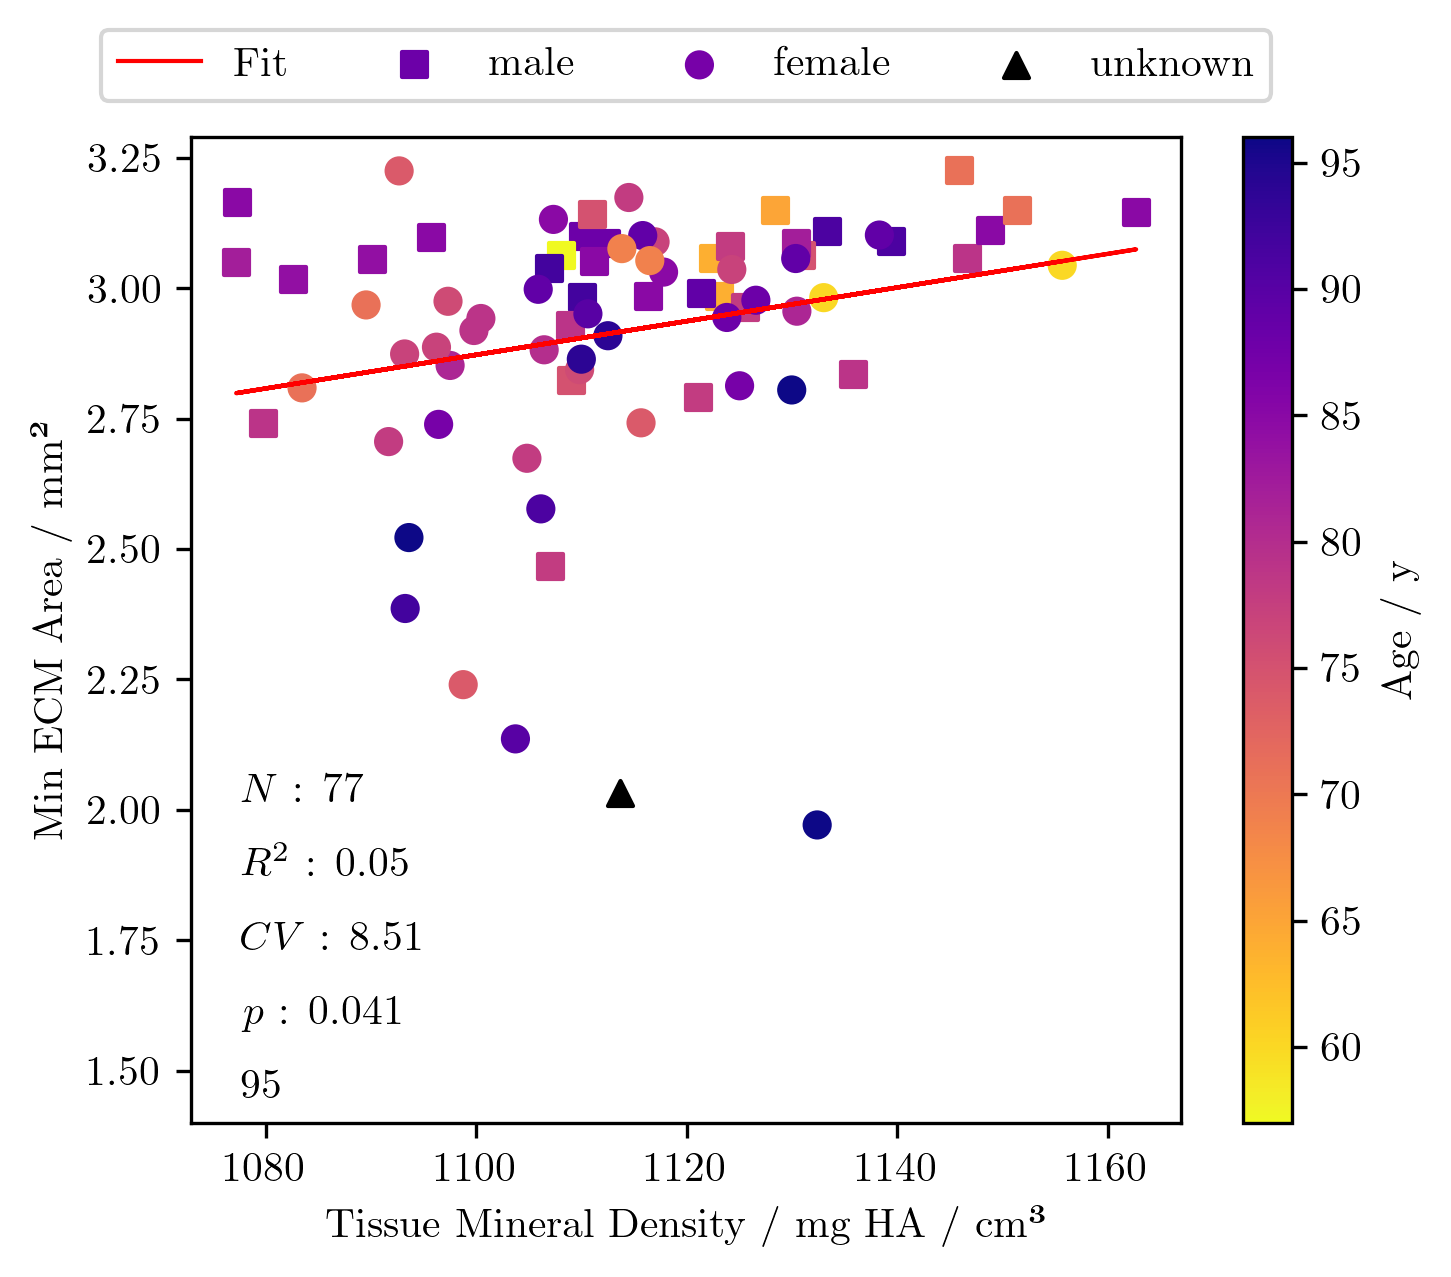 Fit male female unknown
3.25
3.00
2.75
2.50
2.25
2.00
1.75
1.50
Min ECM Area / mm²
N : 77
R² : 0.05
CV : 8.51
p : 0.041
95
1080 1100 1120 1140 1160
Tissue Mineral Density / mg HA / cm³
95
90
85
80
75
70
65
60
Age / y